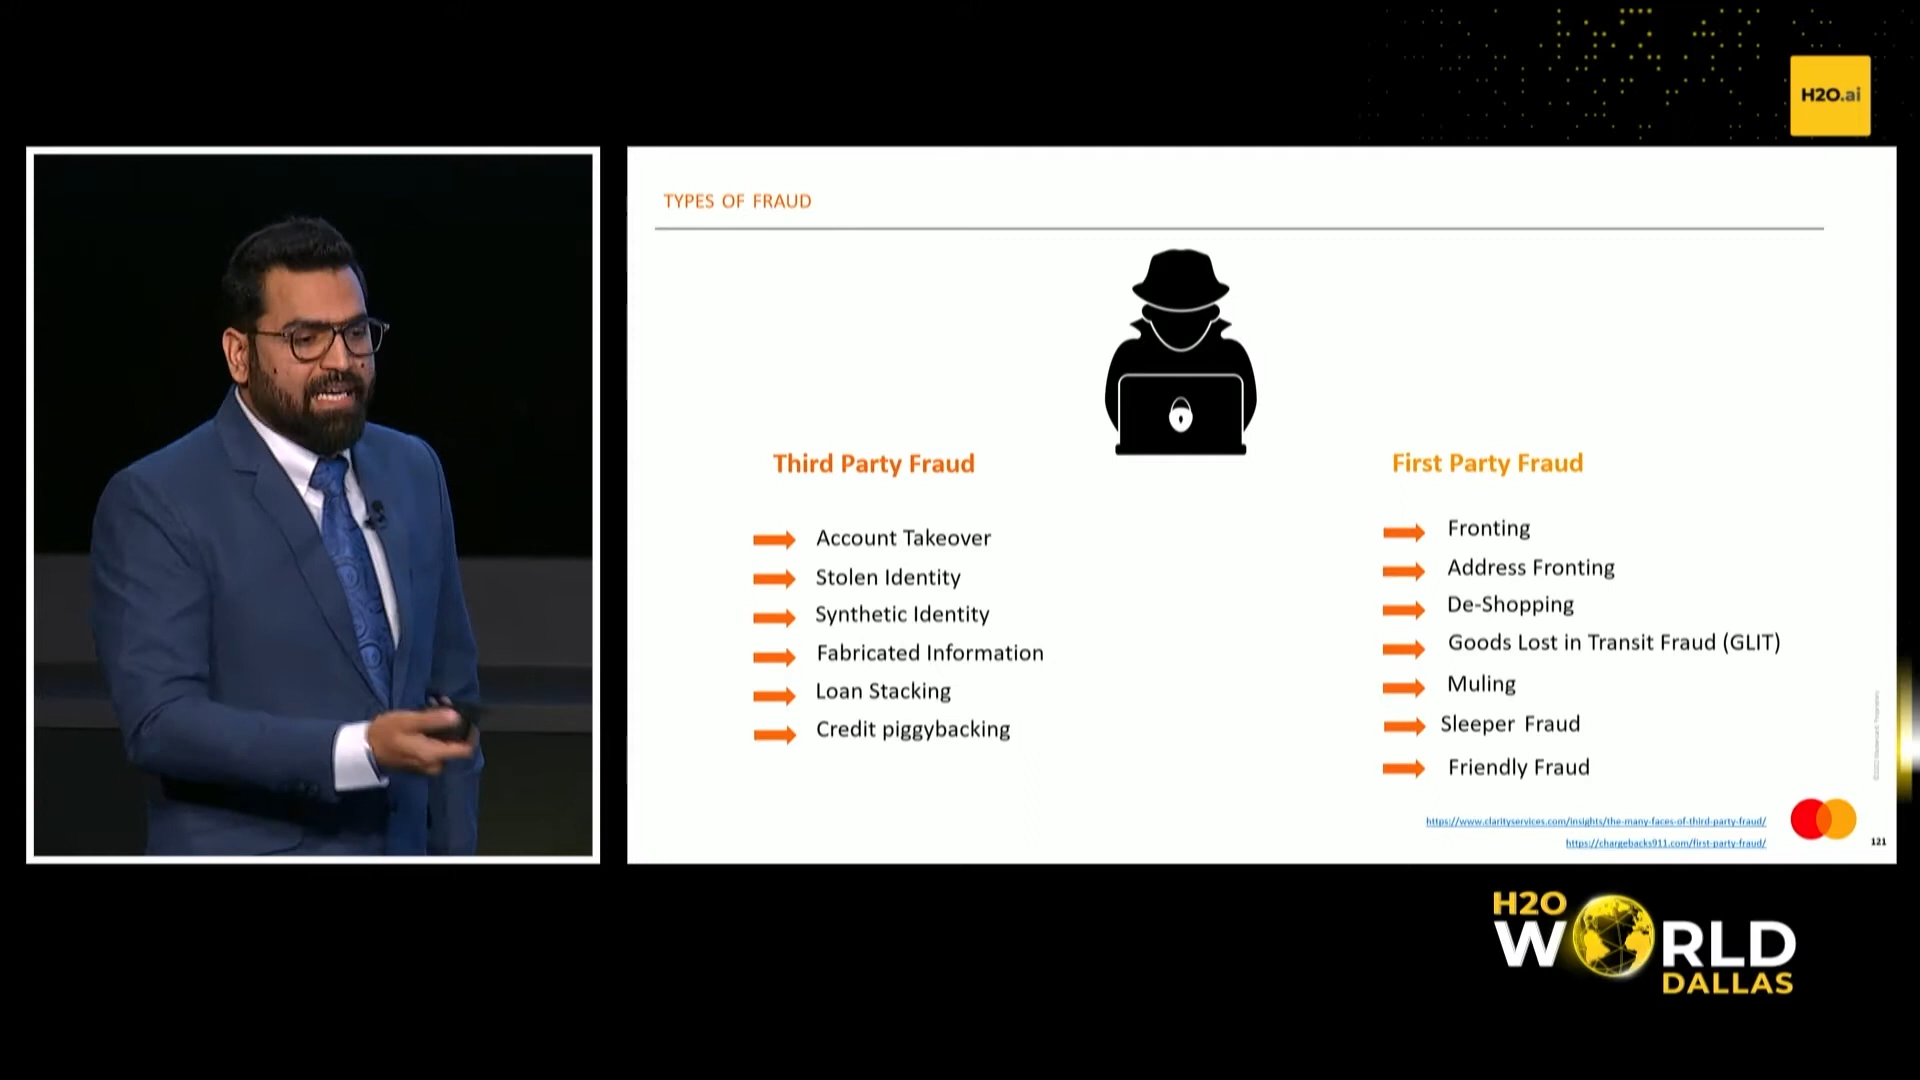 H2O.ai
TYPES OF FRAUD
Third Party Fraud
Account Takeover
Stolen Identity
Synthetic Identity
Fabricated Information
Loan Stacking
Credit piggybacking
First Party Fraud
Fronting
Address Fronting
De-Shopping
Goods Lost in Transit Fraud (GLIT)
Muling
Sleeper Fraud
Friendly Fraud
https://www.clarityservices.com/insights/the-many-faces-of-third-party-fraud/
https://chargebacks911.com/first-party-fraud/
121
H2O
WORLD
DALLAS